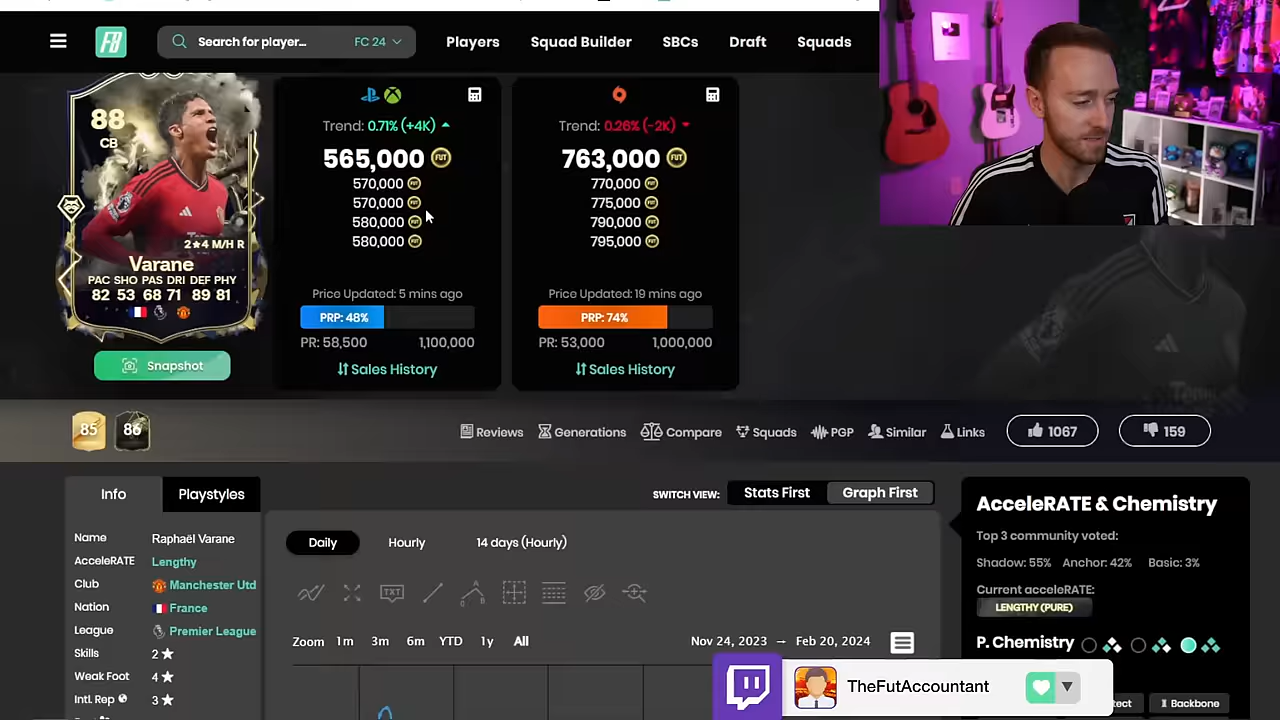 FB
Search for player...
FC 24
Players
Squad Builder
SBCs
Draft
Squads
88
CB
2★4 M/H R
Varane
PAC SHO PAS DRI DEF PHY
82 53 68 71 89 81
Snapshot
Trend: 0.71% (+4K)
565,000 FUT
570,000
570,000
580,000
580,000
Price Updated: 5 mins ago
PRP: 48%
PR: 58,500 1,100,000
Sales History
Trend: 0.26% (-2K)
763,000 FUT
770,000
775,000
790,000
795,000
Price Updated: 19 mins ago
PRP: 74%
PR: 53,000 1,000,000
Sales History
85
86
Reviews
Generations
Compare
Squads
PGP
Similar
Links
1067
159
Info
Playstyles
SWITCH VIEW:
Stats First
Graph First
Name Raphaël Varane
AcceleRATE Lengthy
Club Manchester Utd
Nation France
League Premier League
Skills 2 ★
Weak Foot 4 ★
Intl. Rep 3 ★
Daily
Hourly
14 days (Hourly)
TXT
Zoom 1m 3m 6m YTD 1y All
Nov 24, 2023 → Feb 20, 2024
AcceleRATE & Chemistry
Top 3 community voted:
Shadow: 55% Anchor: 42% Basic: 3%
Current acceleRATE:
LENGTHY (PURE)
P. Chemistry
TheFutAccountant
Backbone